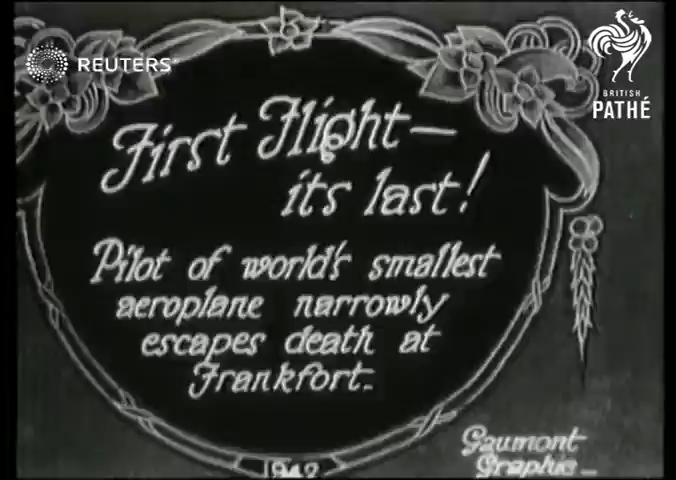 REUTERS
BRITISH
PATHÉ
First Flight—
its last!
Pilot of world's smallest
aeroplane narrowly
escapes death at
Frankfort.
Gaumont
Graphic
1942